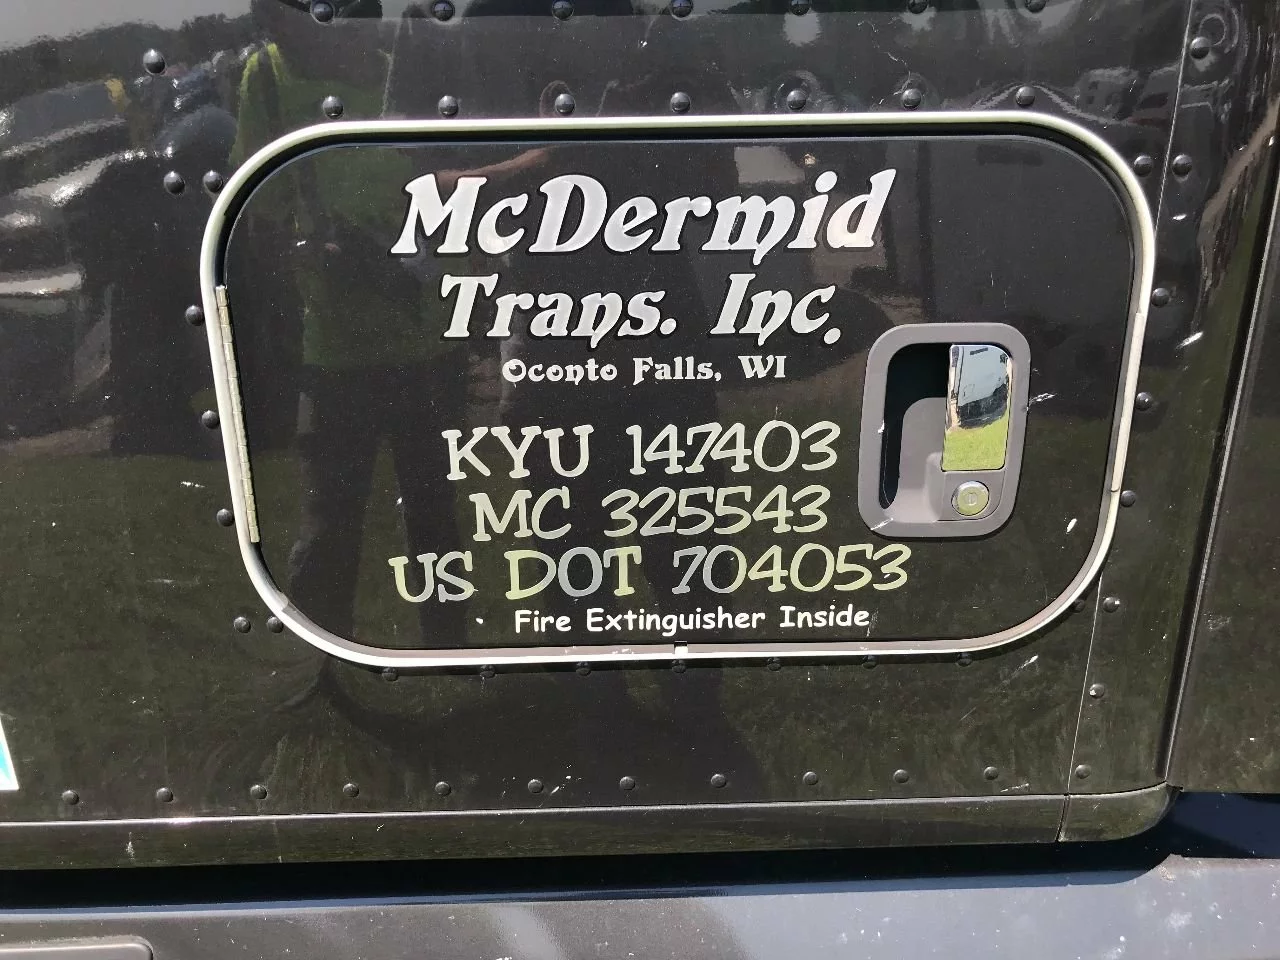 McDermid
Trans. Inc.
Oconto Falls, WI
KYU 147403
MC 325543
US DOT 704053
Fire Extinguisher Inside